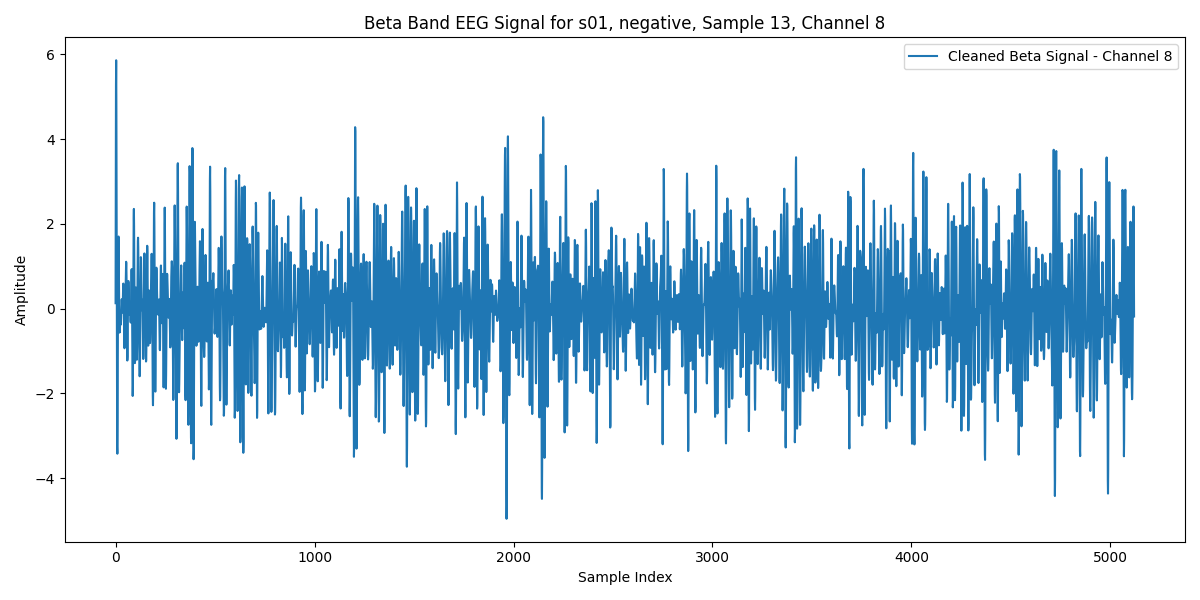 Beta Band EEG Signal for s01, negative, Sample 13, Channel 8
Cleaned Beta Signal - Channel 8
6
4
2
0
−2
−4
Amplitude
0 1000 2000 3000 4000 5000
Sample Index